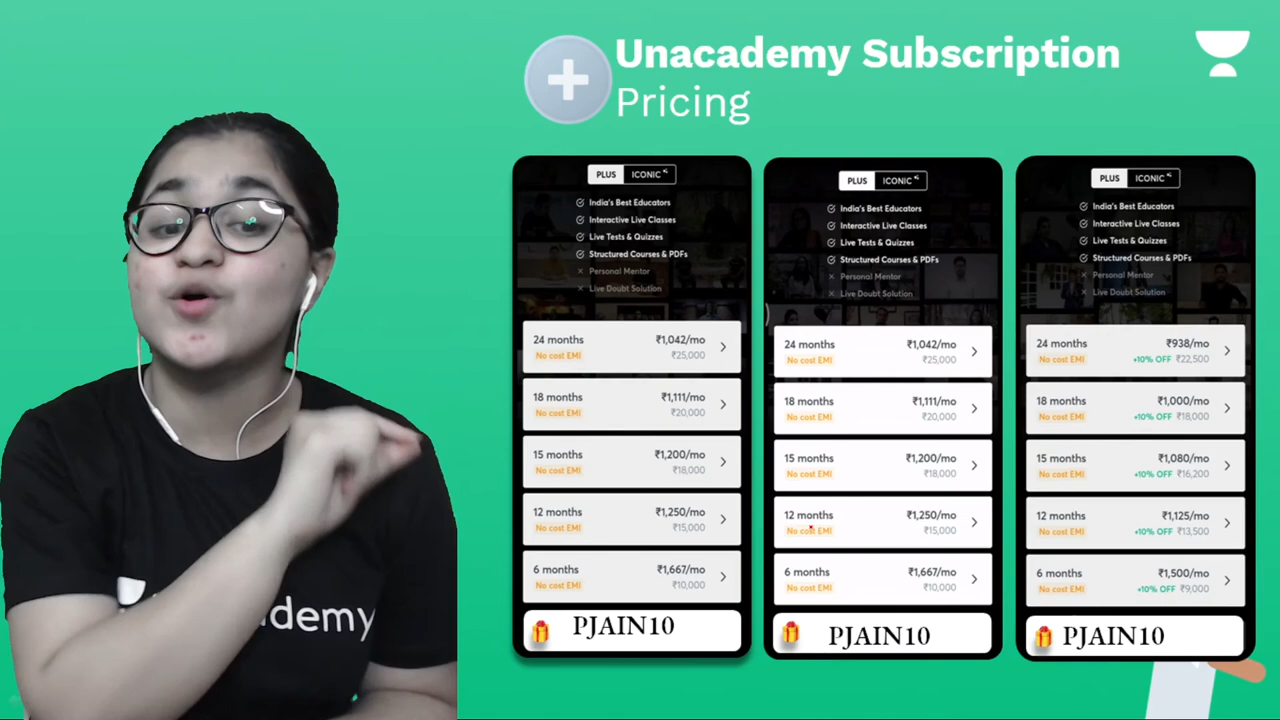 Unacademy Subscription
Pricing
PLUS ICONIC
India's Best Educators
Interactive Live Classes
Live Tests & Quizzes
Structured Courses & PDFs
Personal Mentor
Live Doubt Solution
24 months ₹1,042/mo
No cost EMI ₹25,000
18 months ₹1,111/mo
No cost EMI ₹20,000
15 months ₹1,200/mo
No cost EMI ₹18,000
12 months ₹1,250/mo
No cost EMI ₹15,000
6 months ₹1,667/mo
No cost EMI ₹10,000
PJAIN10
PLUS ICONIC
India's Best Educators
Interactive Live Classes
Live Tests & Quizzes
Structured Courses & PDFs
Personal Mentor
Live Doubt Solution
24 months ₹1,042/mo
No cost EMI ₹25,000
18 months ₹1,111/mo
No cost EMI ₹20,000
15 months ₹1,200/mo
No cost EMI ₹18,000
12 months ₹1,250/mo
No cost EMI ₹15,000
6 months ₹1,667/mo
No cost EMI ₹10,000
PJAIN10
PLUS ICONIC
India's Best Educators
Interactive Live Classes
Live Tests & Quizzes
Structured Courses & PDFs
Personal Mentor
Live Doubt Solution
24 months ₹938/mo
No cost EMI +10% OFF ₹22,500
18 months ₹1,000/mo
No cost EMI +10% OFF ₹18,000
15 months ₹1,080/mo
No cost EMI +10% OFF ₹16,200
12 months ₹1,125/mo
No cost EMI +10% OFF ₹13,500
6 months ₹1,500/mo
No cost EMI +10% OFF ₹9,000
PJAIN10
demy